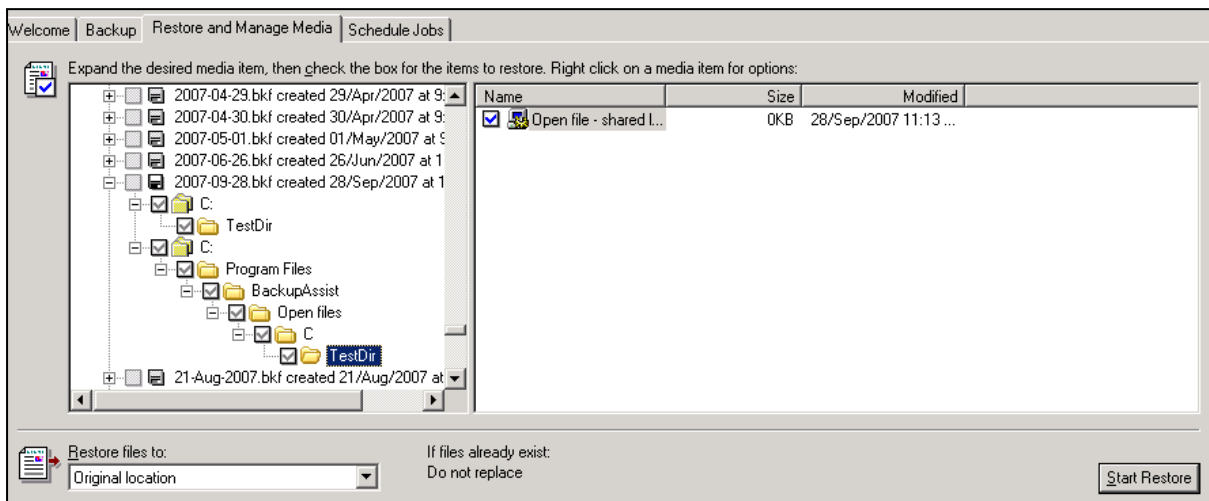 Welcome Backup Restore and Manage Media Schedule Jobs
Expand the desired media item, then check the box for the items to restore. Right click on a media item for options:
2007-04-29.bkf created 29/Apr/2007 at 9:
2007-04-30.bkf created 30/Apr/2007 at 9:
2007-05-01.bkf created 01/May/2007 at 9
2007-06-26.bkf created 26/Jun/2007 at 1
2007-09-28.bkf created 28/Sep/2007 at 1
C:
TestDir
C:
Program Files
BackupAssist
Open files
C
TestDir
21-Aug-2007.bkf created 21/Aug/2007 at
Name Size Modified
Open file - shared l... 0KB 28/Sep/2007 11:13 ...
Restore files to:
Original location
If files already exist:
Do not replace
Start Restore